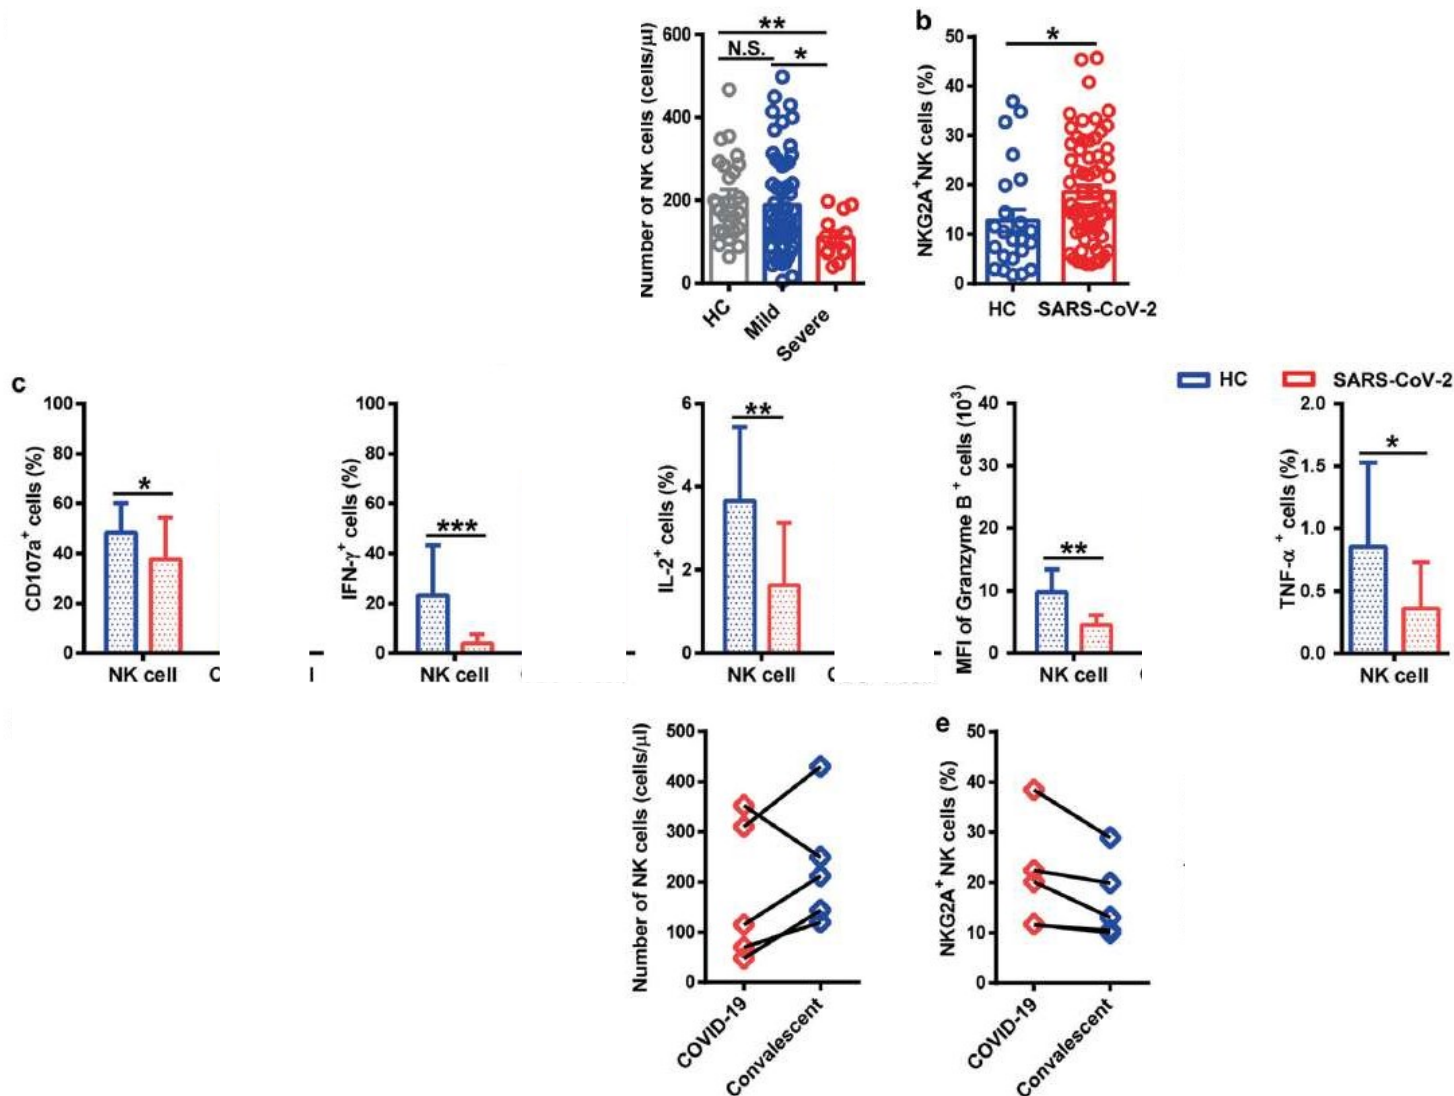 Number of NK cells (cells/μl)
600
400
200
0
**
N.S.
*
HC
Mild
Severe
b
NKG2A⁺NK cells (%)
50
40
30
20
10
0
*
HC SARS-CoV-2
c
HC SARS-CoV-2
CD107a⁺ cells (%)
100
80
60
40
20
0
*
NK cell
IFN-γ⁺ cells (%)
100
80
60
40
20
0
***
NK cell
IL-2⁺ cells (%)
6
4
2
0
**
NK cell
MFI of Granzyme B ⁺ cells (10³)
40
30
20
10
0
**
NK cell
TNF-α ⁺ cells (%)
2.0
1.5
1.0
0.5
0.0
*
NK cell
Number of NK cells (cells/μl)
500
400
300
200
100
0
COVID-19
Convalescent
e
NKG2A⁺ NK cells (%)
50
40
30
20
10
0
COVID-19
Convalescent